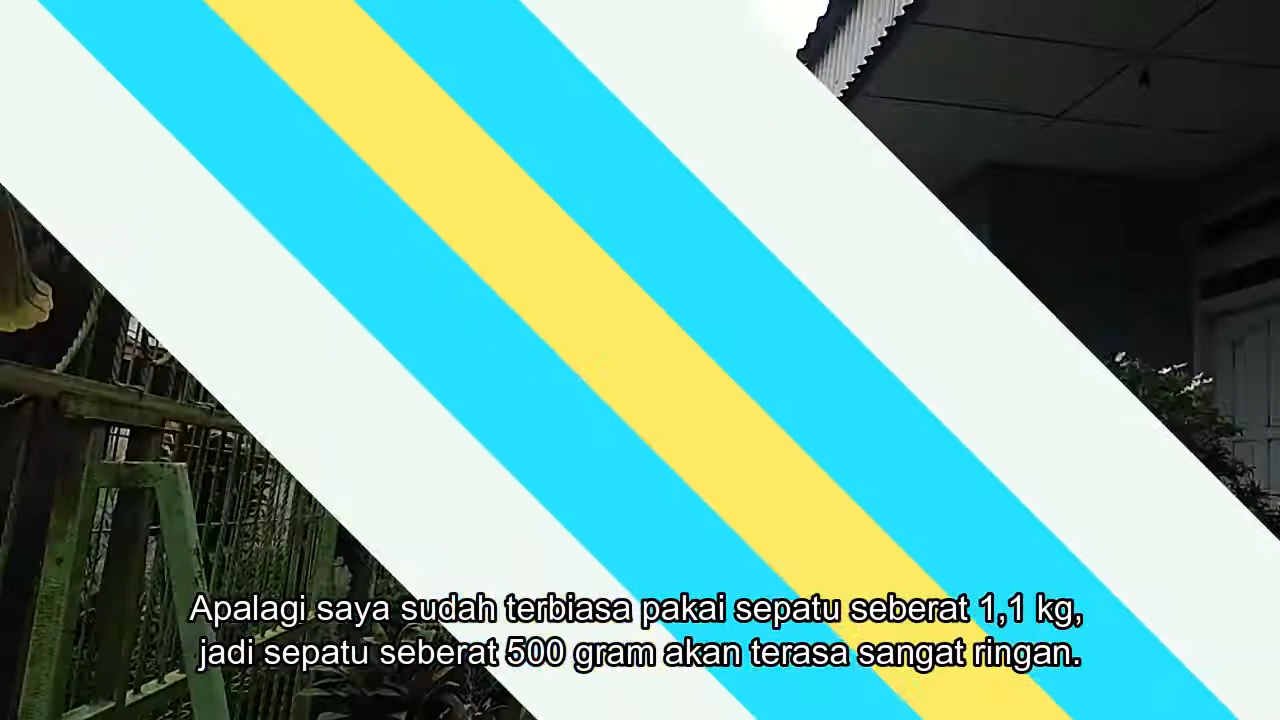 Apalagi saya sudah terbiasa pakai sepatu seberat 1,1 kg,
jadi sepatu seberat 500 gram akan terasa sangat ringan.